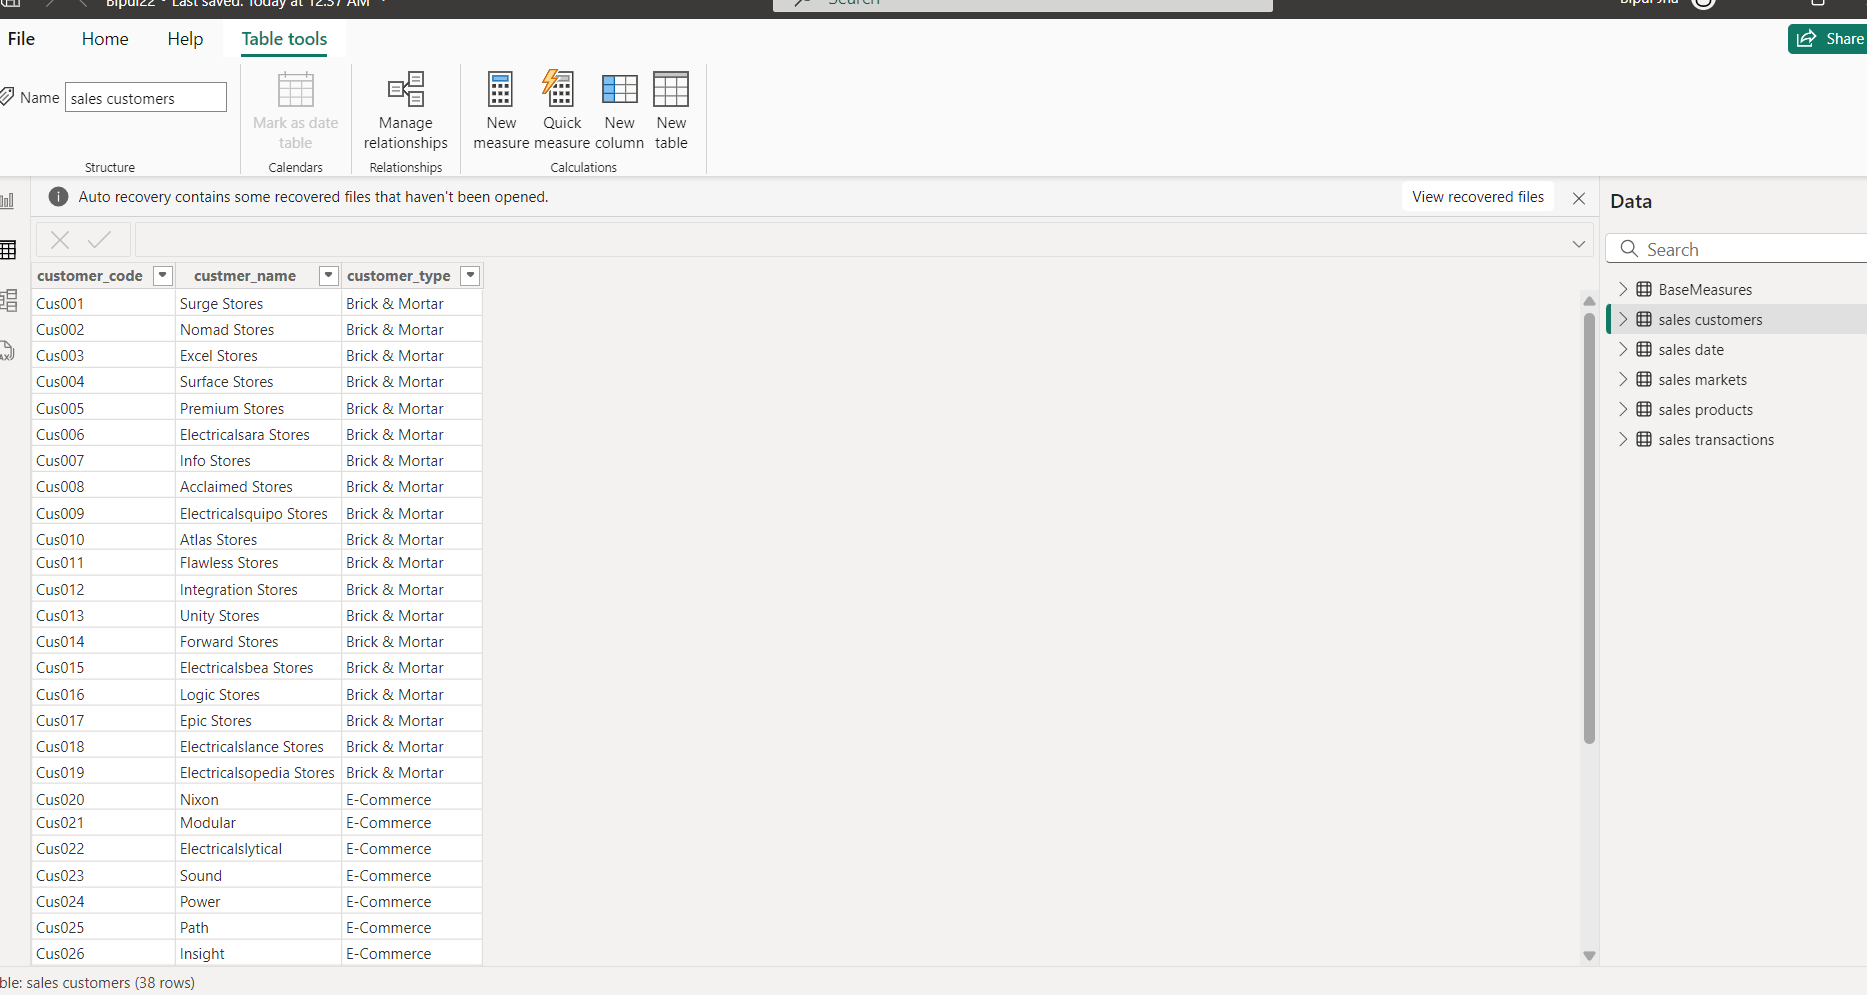 Bipul22 • Last saved: Today at 12:37 AM
Search
File Home Help Table tools
Share
Name sales customers
Mark as date table
Manage relationships
New measure
Quick measure
New column
New table
Structure Calendars Relationships Calculations
Auto recovery contains some recovered files that haven't been opened.
View recovered files
Data
Search
BaseMeasures
sales customers
sales date
sales markets
sales products
sales transactions
customer_code custmer_name customer_type
Cus001 Surge Stores Brick & Mortar
Cus002 Nomad Stores Brick & Mortar
Cus003 Excel Stores Brick & Mortar
Cus004 Surface Stores Brick & Mortar
Cus005 Premium Stores Brick & Mortar
Cus006 Electricalsara Stores Brick & Mortar
Cus007 Info Stores Brick & Mortar
Cus008 Acclaimed Stores Brick & Mortar
Cus009 Electricalsquipo Stores Brick & Mortar
Cus010 Atlas Stores Brick & Mortar
Cus011 Flawless Stores Brick & Mortar
Cus012 Integration Stores Brick & Mortar
Cus013 Unity Stores Brick & Mortar
Cus014 Forward Stores Brick & Mortar
Cus015 Electricalsbea Stores Brick & Mortar
Cus016 Logic Stores Brick & Mortar
Cus017 Epic Stores Brick & Mortar
Cus018 Electricalslance Stores Brick & Mortar
Cus019 Electricalsopedia Stores Brick & Mortar
Cus020 Nixon E-Commerce
Cus021 Modular E-Commerce
Cus022 Electricalslytical E-Commerce
Cus023 Sound E-Commerce
Cus024 Power E-Commerce
Cus025 Path E-Commerce
Cus026 Insight E-Commerce
ble: sales customers (38 rows)